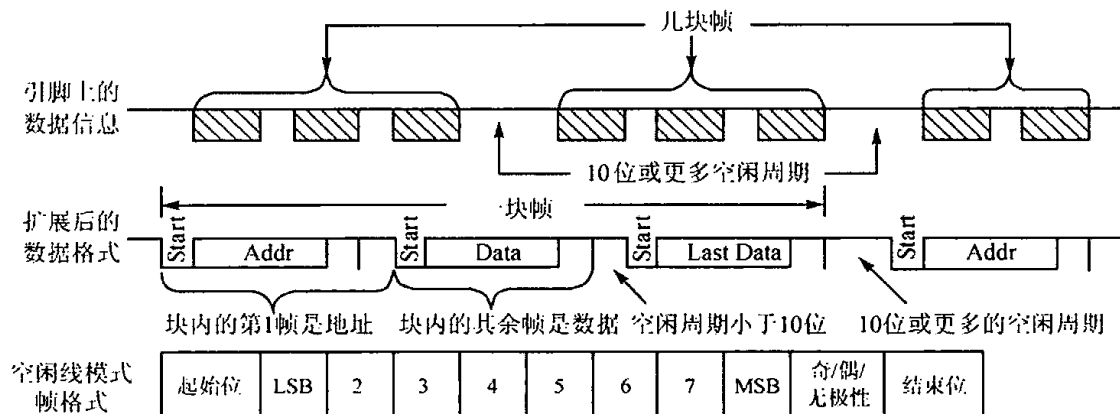 几块帧
引脚上的
数据信息
10位或更多空闲周期
一块帧
扩展后的
数据格式
Start
Addr
Start
Data
Start
Last Data
Start
Addr
块内的第1帧是地址
块内的其余帧是数据
空闲周期小于10位
10位或更多的空闲周期
空闲线模式
帧格式
起始位
LSB
2
3
4
5
6
7
MSB
奇/偶/
无极性
结束位